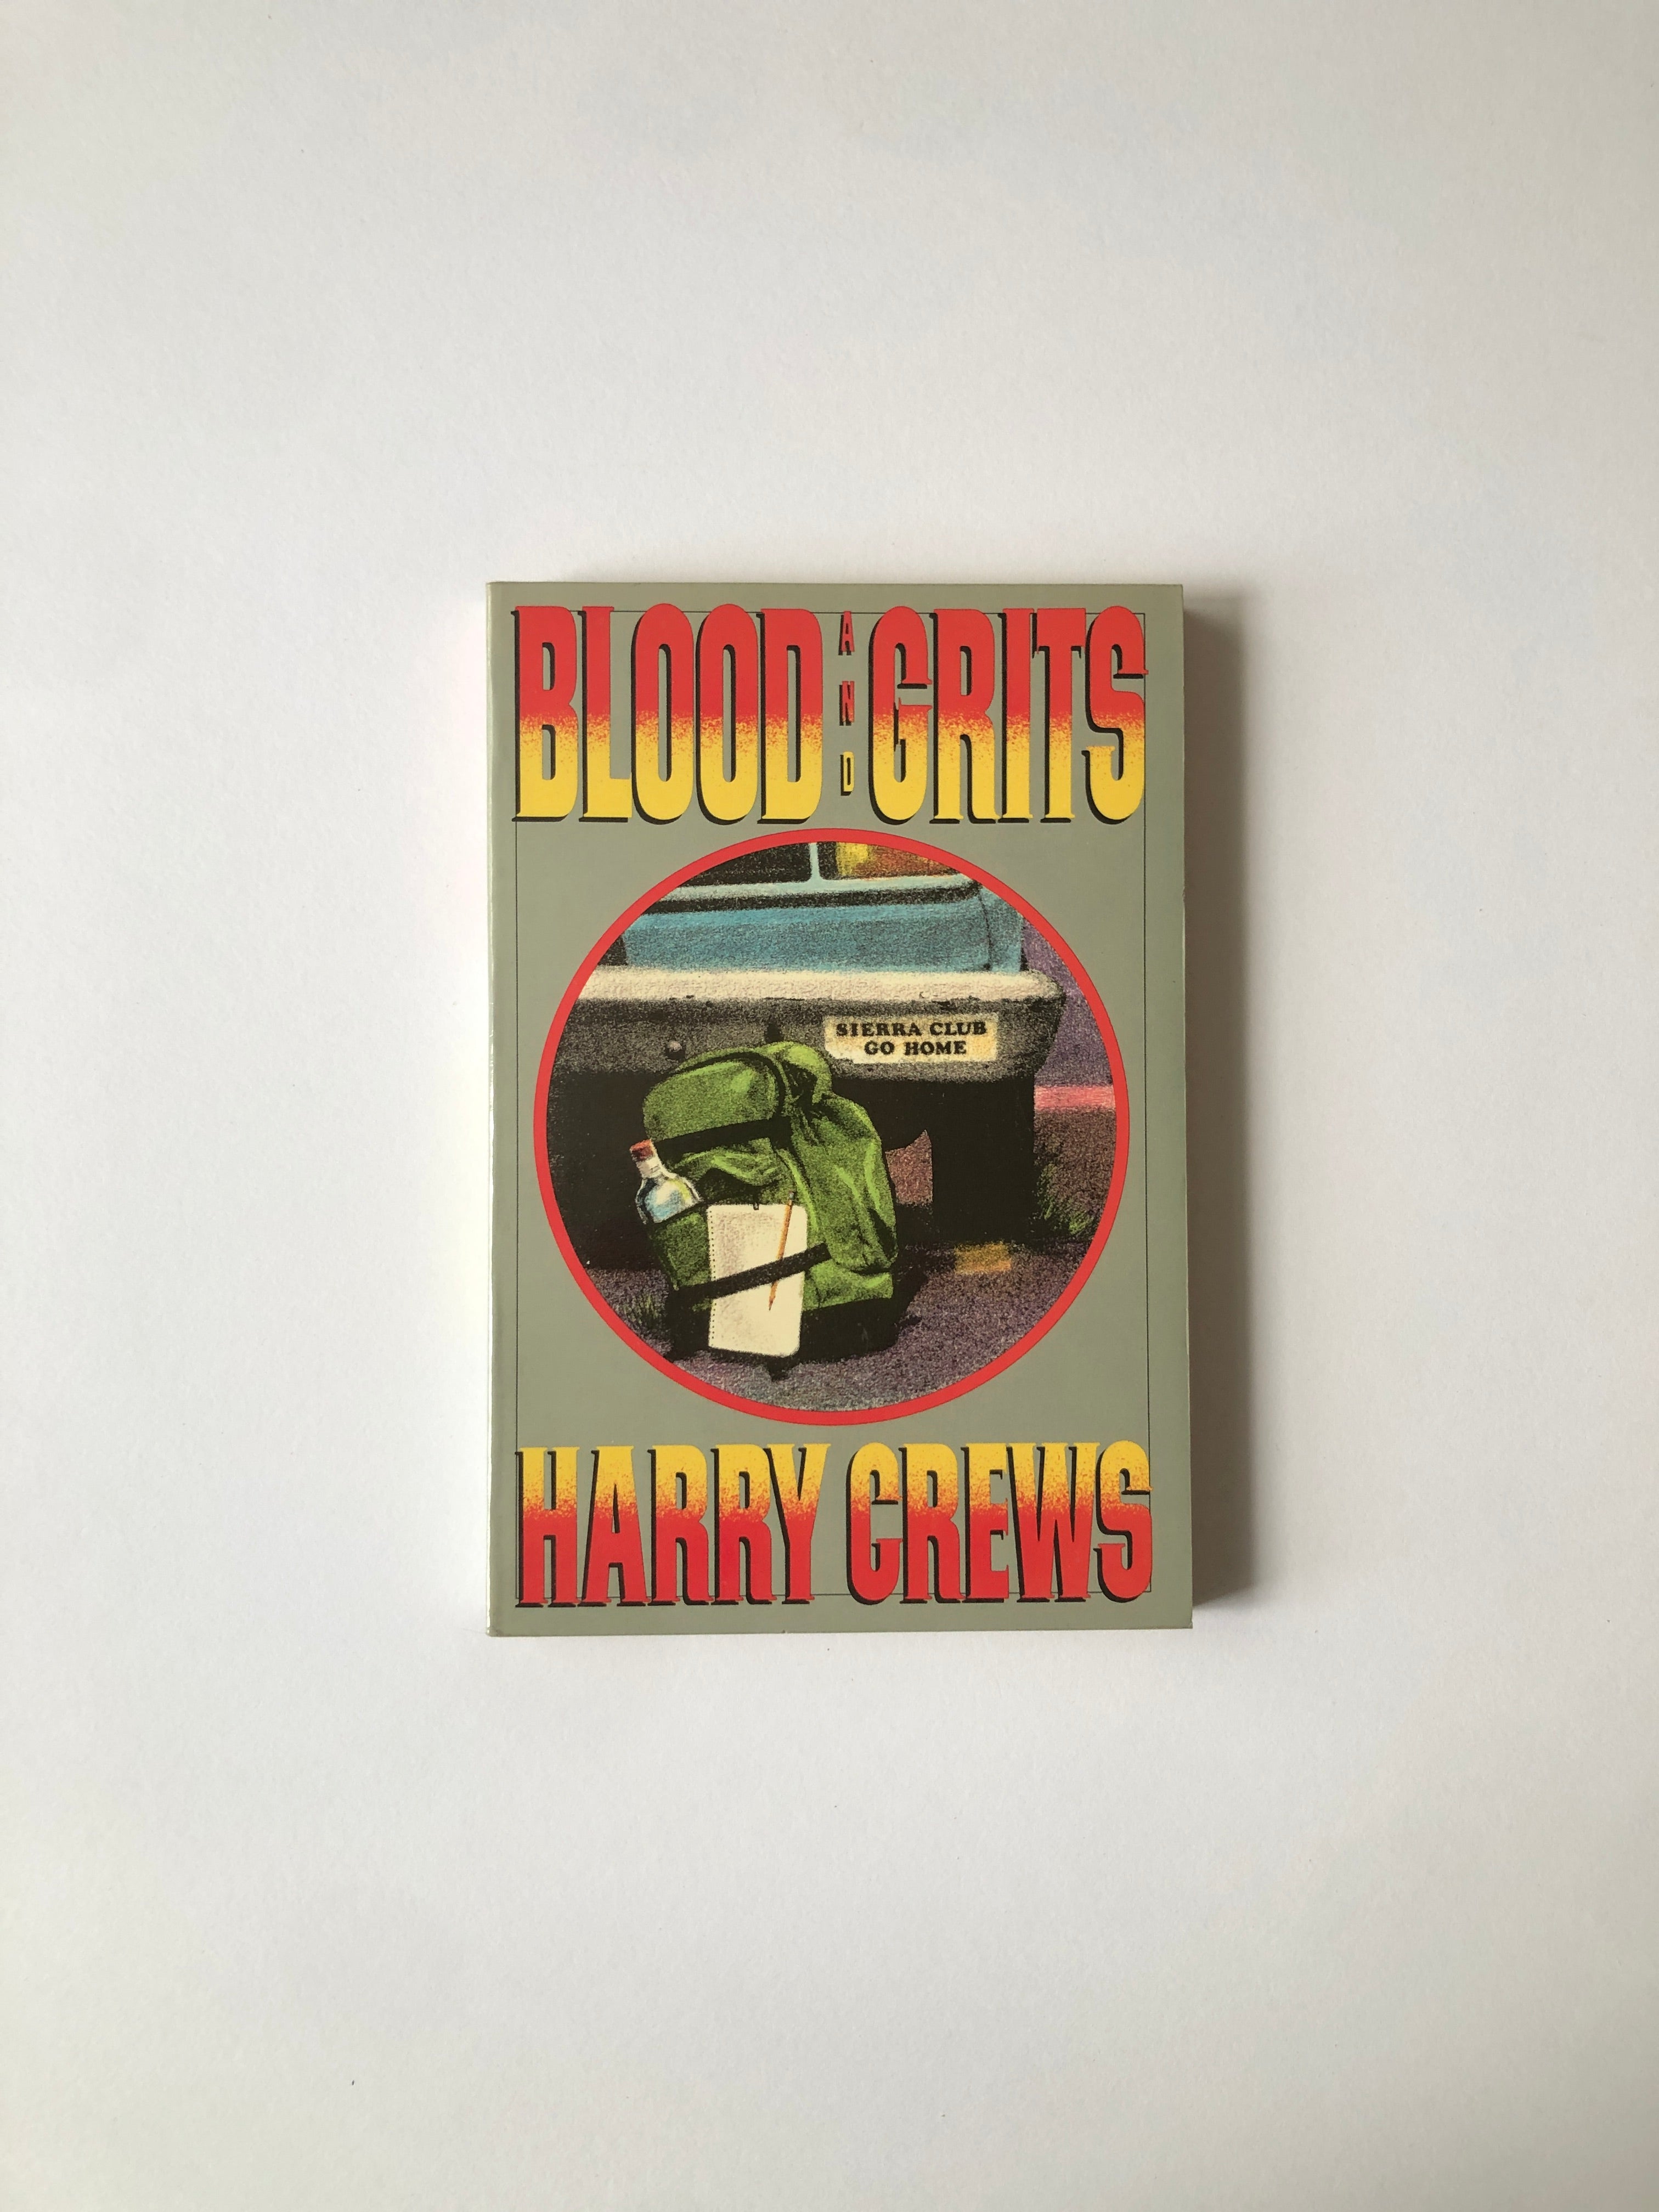 BLOOD AND GRITS
SIERRA CLUB
GO HOME
HARRY CREWS